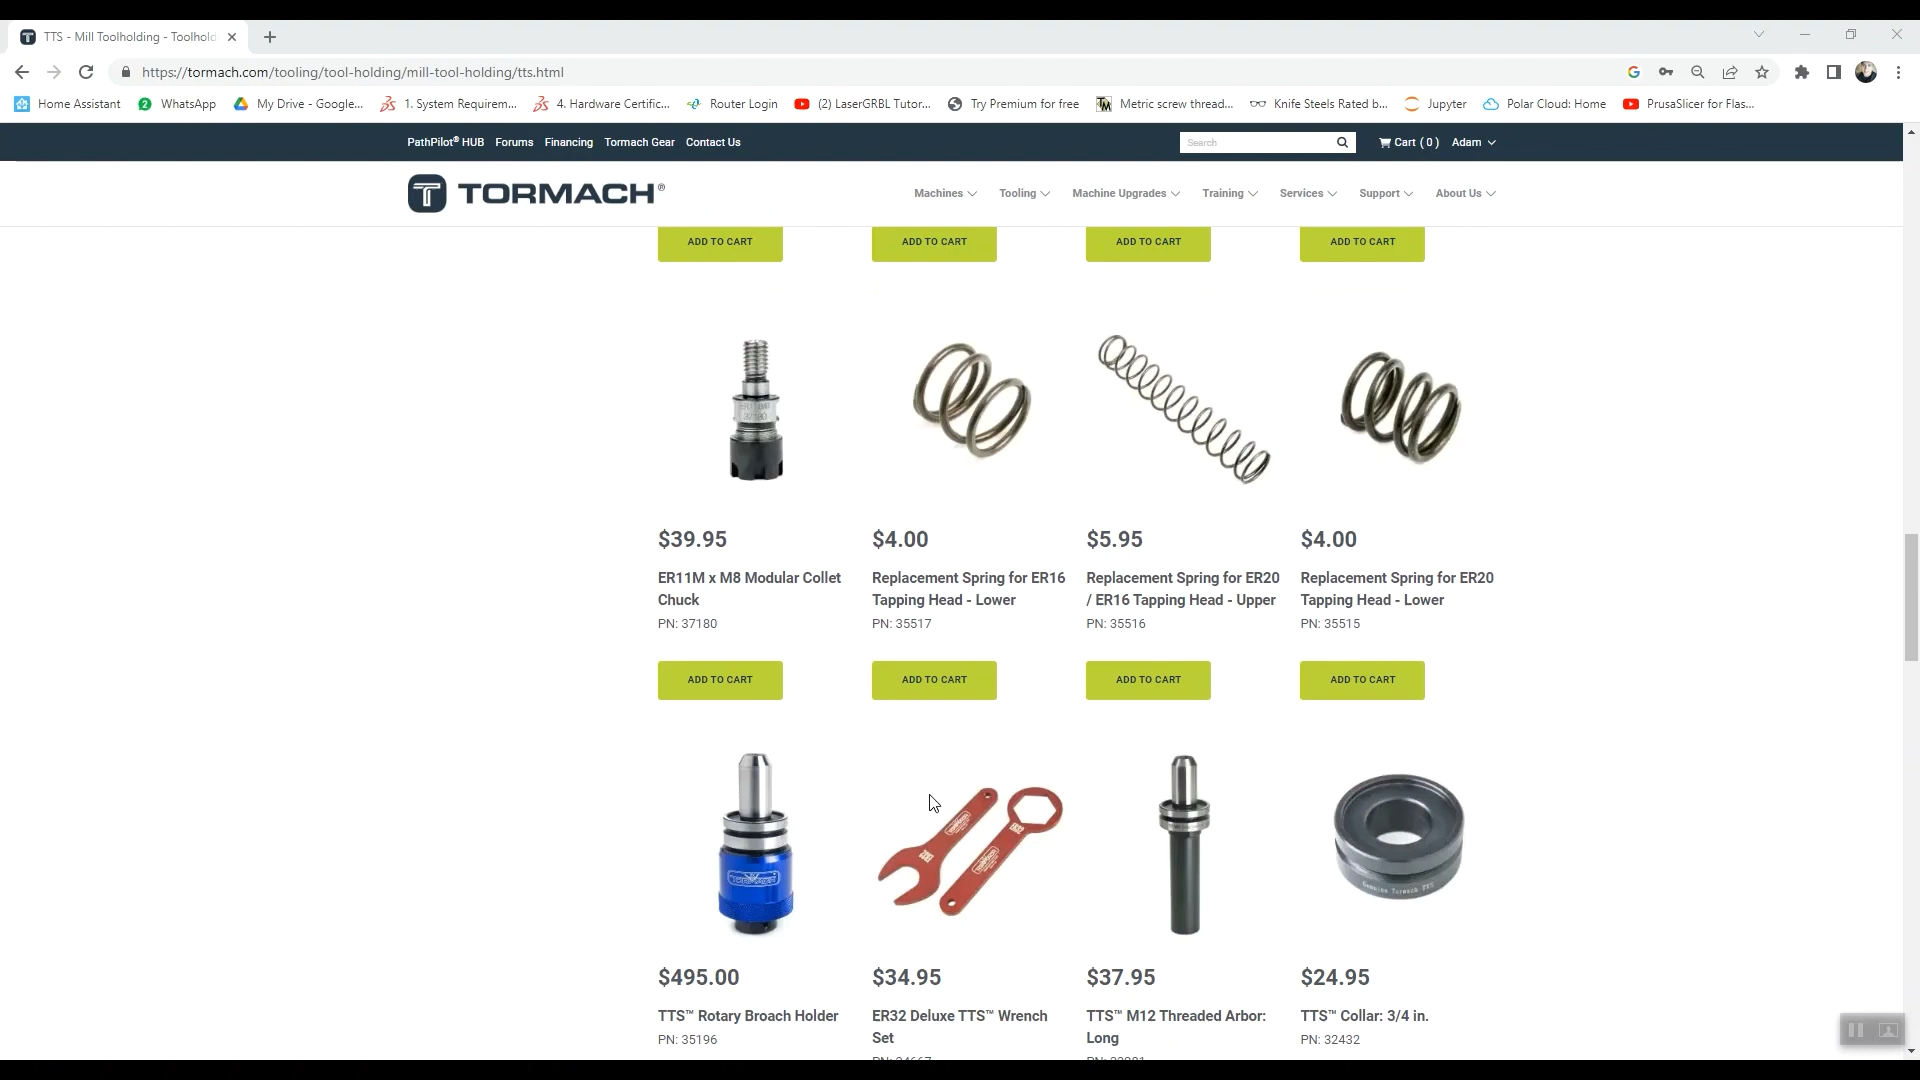 TTS - Mill Toolholding - Toolhold
https://tormach.com/tooling/tool-holding/mill-tool-holding/tts.html
Home Assistant
WhatsApp
My Drive - Google...
1. System Requirem...
4. Hardware Certific...
Router Login
(2) LaserGRBL Tutor...
Try Premium for free
Metric screw thread...
Knife Steels Rated b...
Jupyter
Polar Cloud: Home
PrusaSlicer for Flas...
PathPilot® HUB Forums Financing Tormach Gear Contact Us
Search
Cart ( 0 ) Adam
TORMACH®
Machines Tooling Machine Upgrades Training Services Support About Us
ADD TO CART ADD TO CART ADD TO CART ADD TO CART
$39.95
ER11M x M8 Modular Collet
Chuck
PN: 37180
ADD TO CART
$4.00
Replacement Spring for ER16
Tapping Head - Lower
PN: 35517
ADD TO CART
$5.95
Replacement Spring for ER20
/ ER16 Tapping Head - Upper
PN: 35516
ADD TO CART
$4.00
Replacement Spring for ER20
Tapping Head - Lower
PN: 35515
ADD TO CART
TORMACH
$495.00
TTS™ Rotary Broach Holder
PN: 35196
$34.95
ER32 Deluxe TTS™ Wrench
Set
$37.95
TTS™ M12 Threaded Arbor:
Long
Genuine Tormach TTS
$24.95
TTS™ Collar: 3/4 in.
PN: 32432